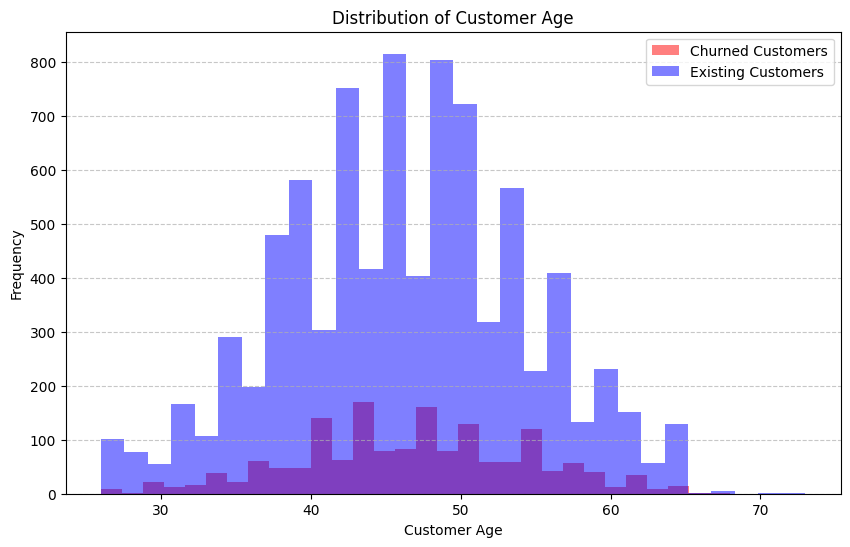 Distribution of Customer Age
Churned Customers
Existing Customers
800
700
600
500
400
300
200
100
0
Frequency
30
40
50
60
70
Customer Age